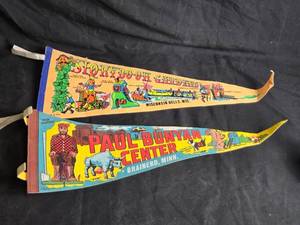 STORYBOOK GARDENS
WISCONSIN DELLS, WIS.
PAUL BUNYAN
CENTER
BRAINERD, MINN.